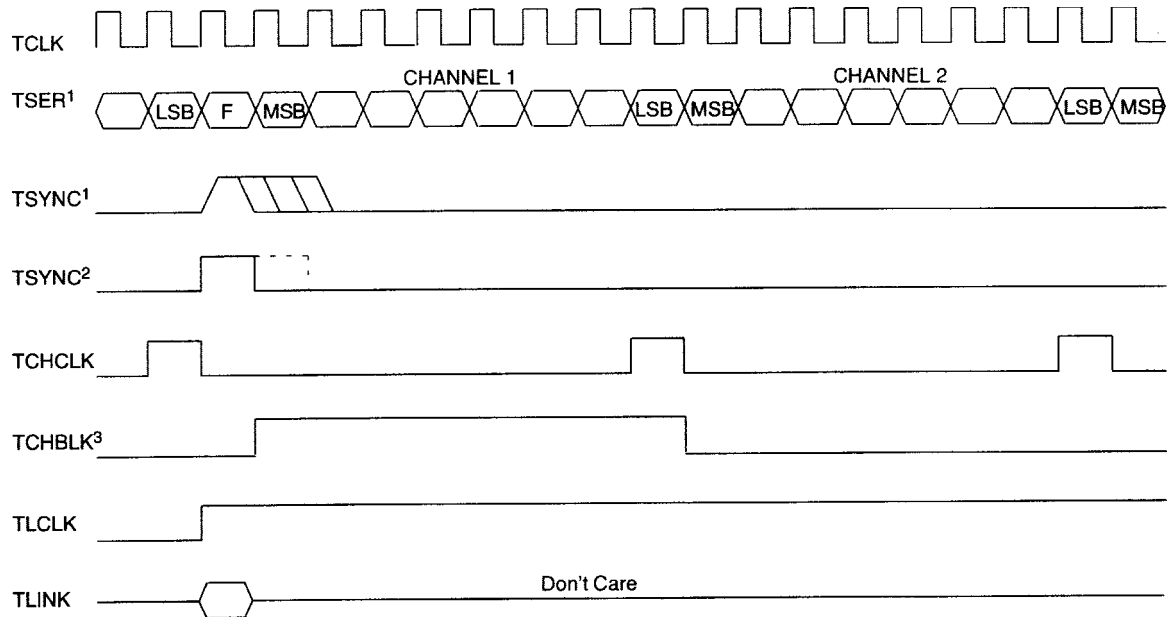 TCLK
CHANNEL 1 CHANNEL 2
TSER1 LSB F MSB LSB MSB LSB MSB
TSYNC1
TSYNC2
TCHCLK
TCHBLK3
TLCLK
Don't Care
TLINK